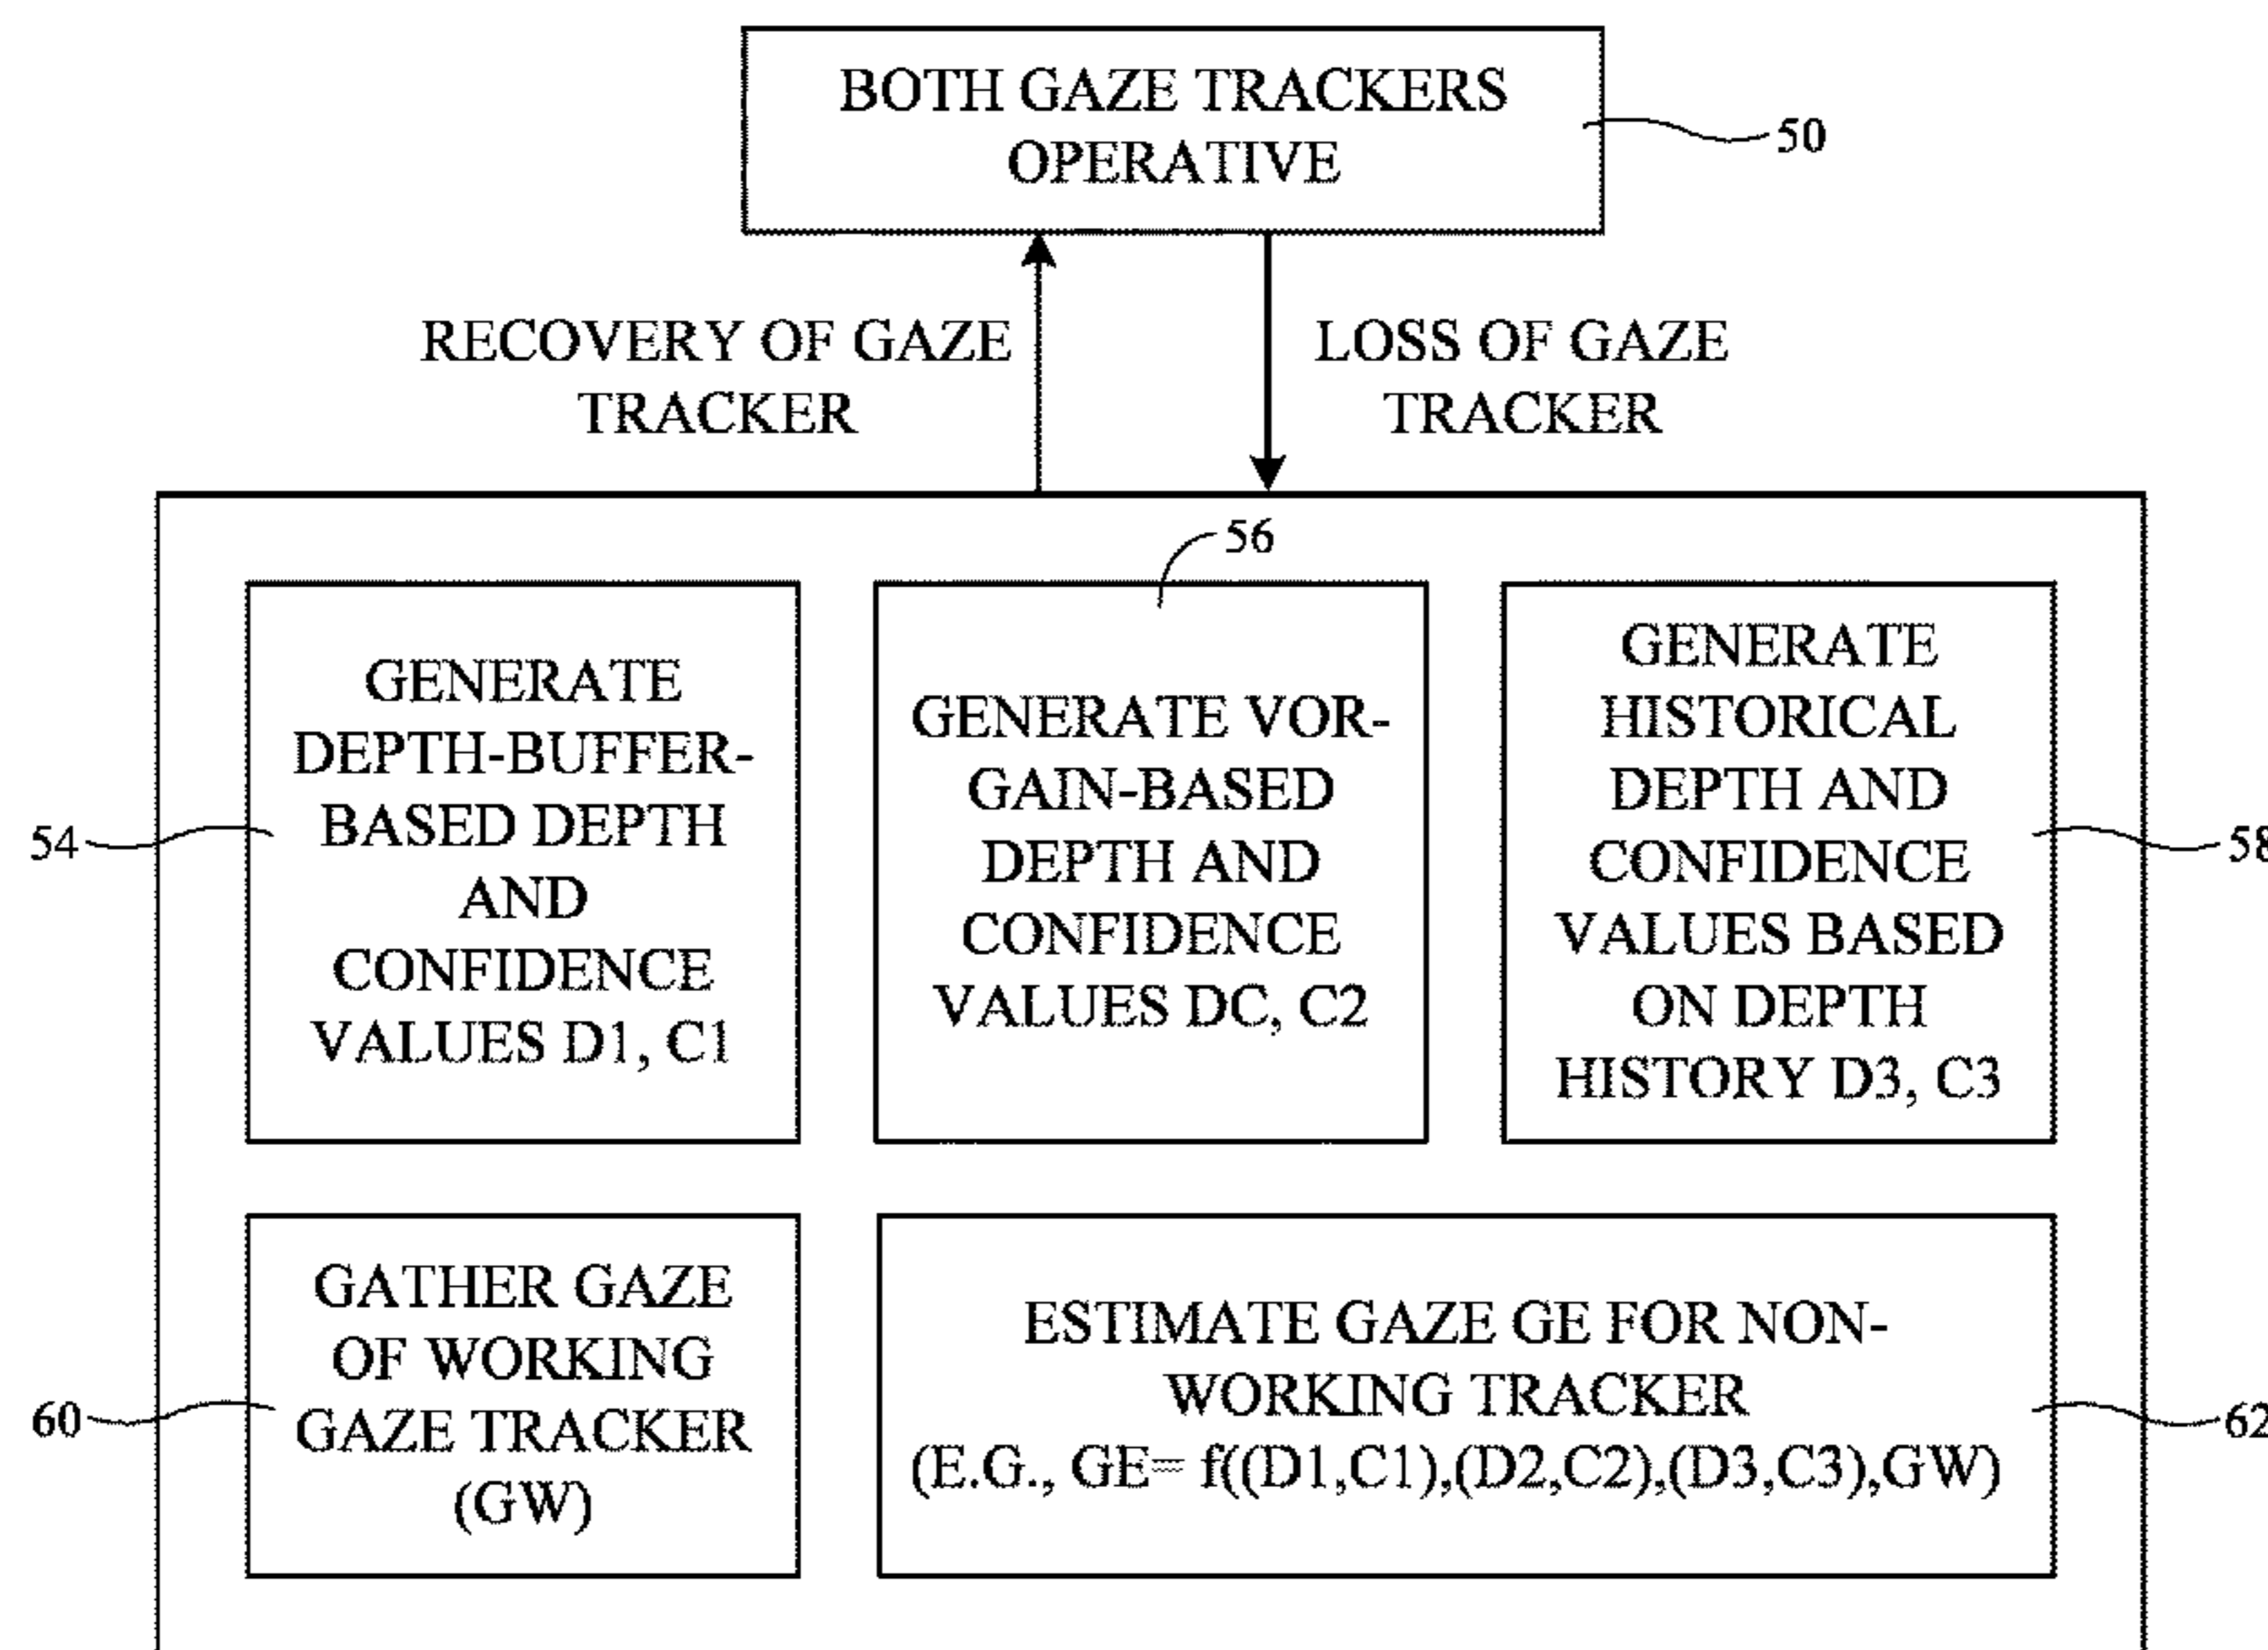 BOTH GAZE TRACKERS
OPERATIVE
50
RECOVERY OF GAZE
TRACKER
LOSS OF GAZE
TRACKER
56
GENERATE
DEPTH-BUFFER-
BASED DEPTH
AND
CONFIDENCE
VALUES D1, C1
54
GENERATE VOR-
GAIN-BASED
DEPTH AND
CONFIDENCE
VALUES DC, C2
GENERATE
HISTORICAL
DEPTH AND
CONFIDENCE
VALUES BASED
ON DEPTH
HISTORY D3, C3
58
GATHER GAZE
OF WORKING
GAZE TRACKER
(GW)
60
ESTIMATE GAZE GE FOR NON-
WORKING TRACKER
(E.G., GE= f((D1,C1),(D2,C2),(D3,C3),GW)
62